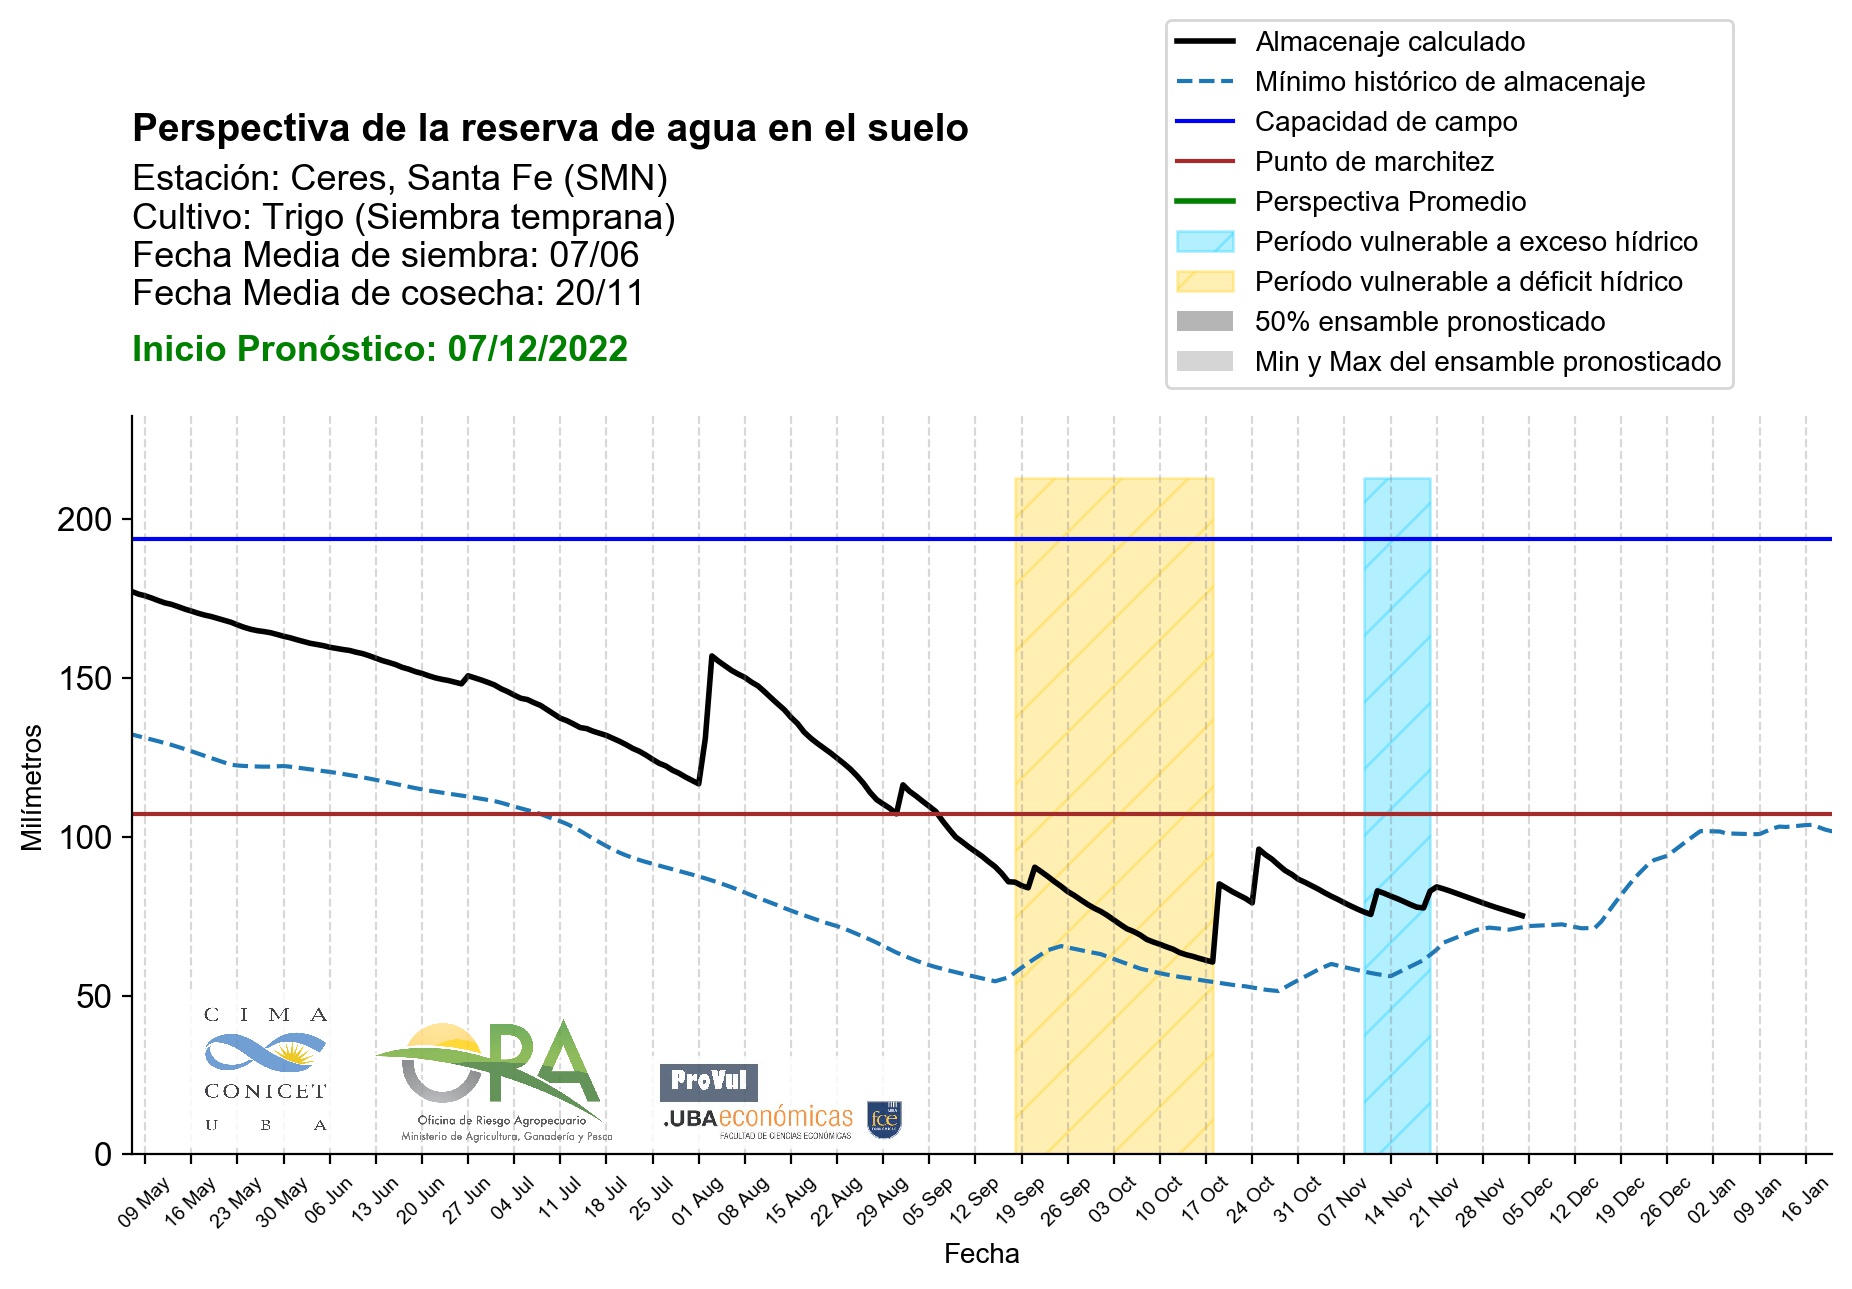 Almacenaje calculado
Mínimo histórico de almacenaje
Capacidad de campo
Punto de marchitez
Perspectiva Promedio
Período vulnerable a exceso hídrico
Período vulnerable a déficit hídrico
50% ensamble pronosticado
Min y Max del ensamble pronosticado
Perspectiva de la reserva de agua en el suelo
Estación: Ceres, Santa Fe (SMN)
Cultivo: Trigo (Siembra temprana)
Fecha Media de siembra: 07/06
Fecha Media de cosecha: 20/11
Inicio Pronóstico: 07/12/2022
Milímetros
200
150
100
50
0
CIMA
CONICET
UBA
OPA
Oficina de Riesgo Agropecuario
Ministerio de Agricultura, Ganadería y Pesca
ProVul
.UBAeconómicas
FACULTAD DE CIENCIAS ECONÓMICAS
fce
09 May
16 May
23 May
30 May
06 Jun
13 Jun
20 Jun
27 Jun
04 Jul
11 Jul
18 Jul
25 Jul
01 Aug
08 Aug
15 Aug
22 Aug
29 Aug
05 Sep
12 Sep
19 Sep
26 Sep
03 Oct
10 Oct
17 Oct
24 Oct
31 Oct
07 Nov
14 Nov
21 Nov
28 Nov
05 Dec
12 Dec
19 Dec
26 Dec
02 Jan
09 Jan
16 Jan
Fecha